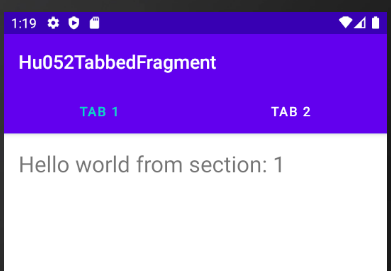 1:19
Hu052TabbedFragment
TAB 1 TAB 2
Hello world from section: 1